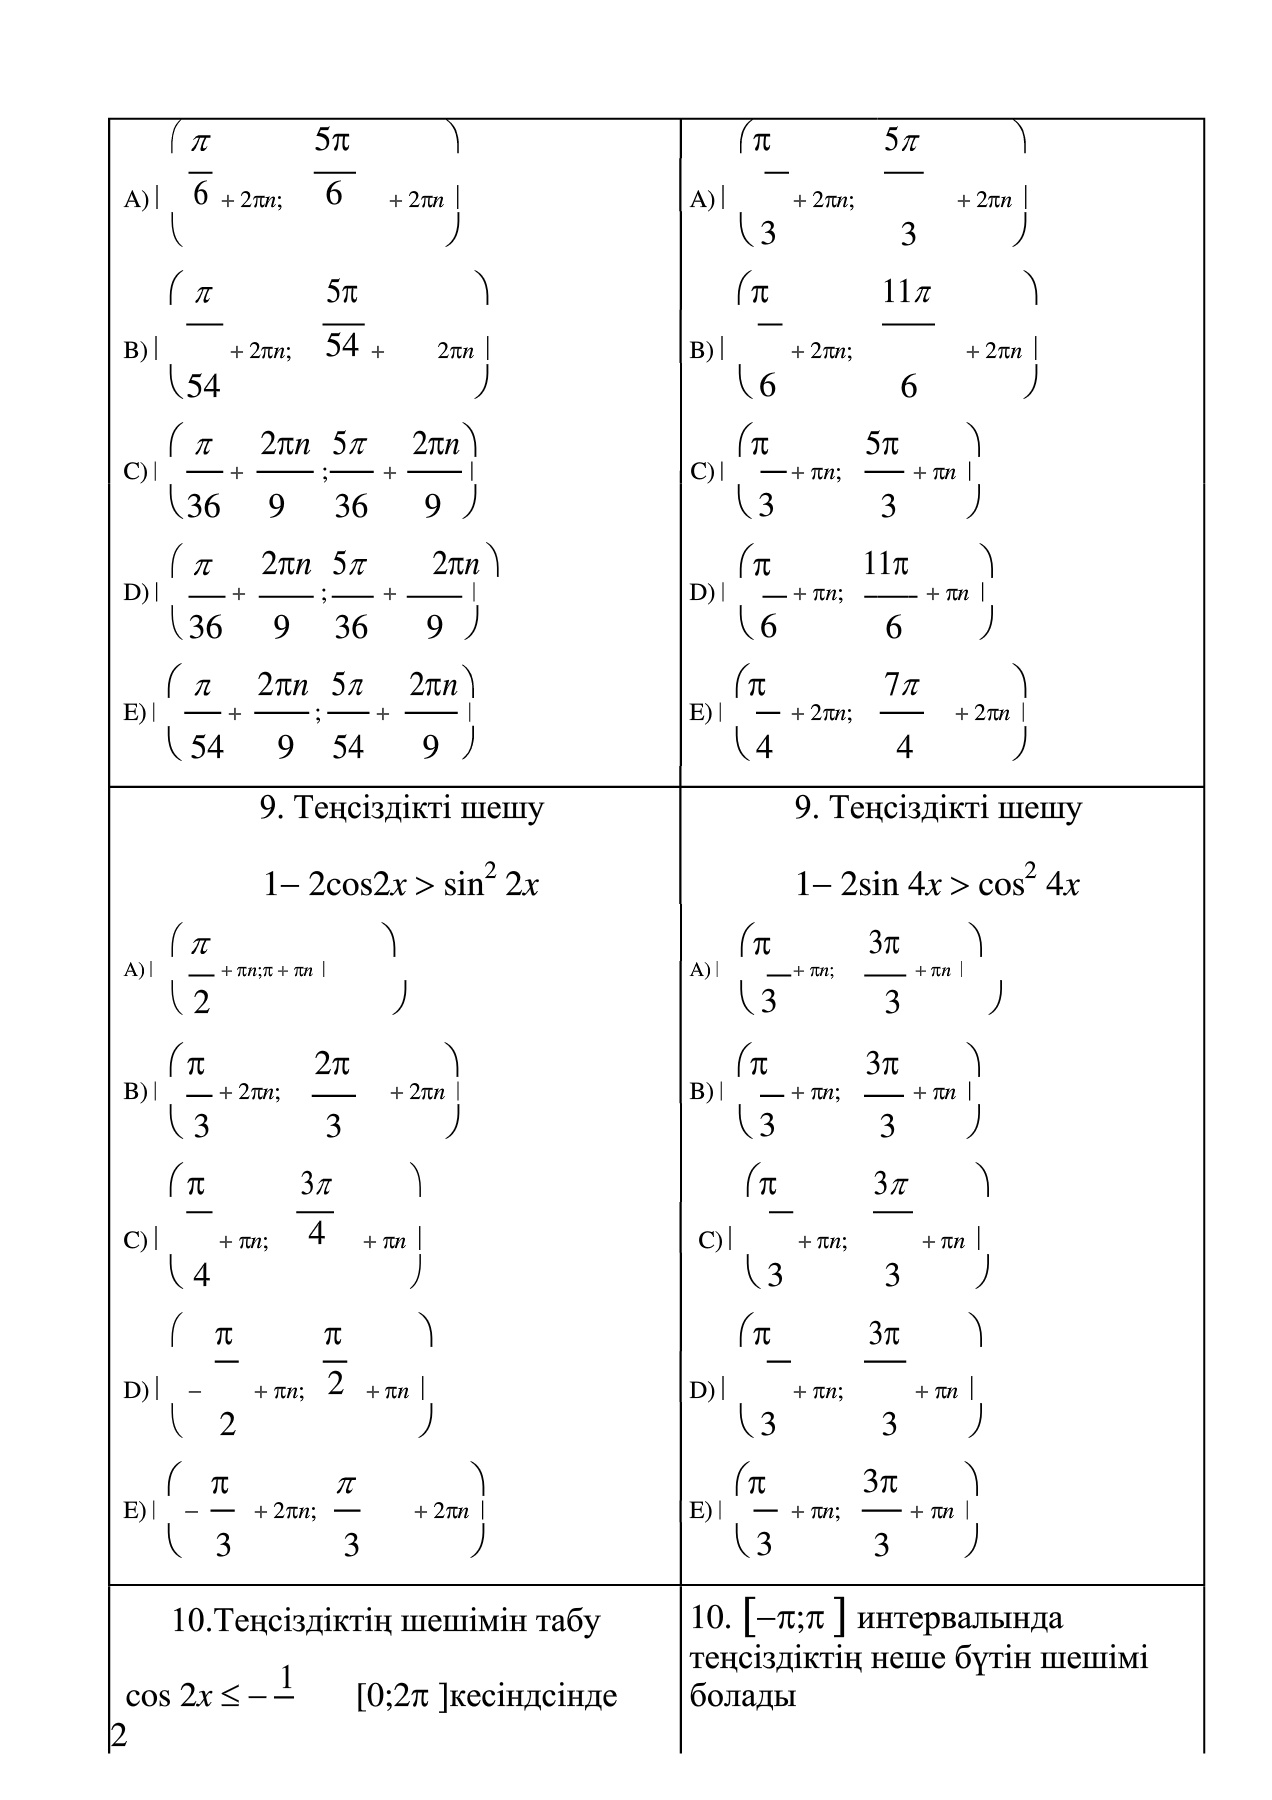 A) ( π/6 + 2πn; 5π/6 + 2πn )
B) ( π/54 + 2πn; 5π/54 + 2πn )
C) ( π/36 + 2πn/9 ; 5π/36 + 2πn/9 )
D) ( π/36 + 2πn/9 ; 5π/36 + 2πn/9 )
E) ( π/54 + 2πn/9 ; 5π/54 + 2πn/9 )
A) ( π/3 + 2πn; 5π/3 + 2πn )
B) ( π/6 + 2πn; 11π/6 + 2πn )
C) ( π/3 + πn; 5π/3 + πn )
D) ( π/6 + πn; 11π/6 + πn )
E) ( π/4 + 2πn; 7π/4 + 2πn )
9. Теңсіздікті шешу
1– 2cos2x > sin² 2x
A) ( π/2 + πn;π + πn )
B) ( π/3 + 2πn; 2π/3 + 2πn )
C) ( π/4 + πn; 3π/4 + πn )
D) ( – π/2 + πn; π/2 + πn )
E) ( – π/3 + 2πn; π/3 + 2πn )
9. Теңсіздікті шешу
1– 2sin 4x > cos² 4x
A) ( π/3 + πn; 3π/3 + πn )
B) ( π/3 + πn; 3π/3 + πn )
C) ( π/3 + πn; 3π/3 + πn )
D) ( π/3 + πn; 3π/3 + πn )
E) ( π/3 + πn; 3π/3 + πn )
10.Теңсіздіктің шешімін табу
cos 2x ≤ – 1/2 [0;2π ]кесіндсінде
10. [–π;π ] интервалында
теңсіздіктің неше бүтін шешімі
болады